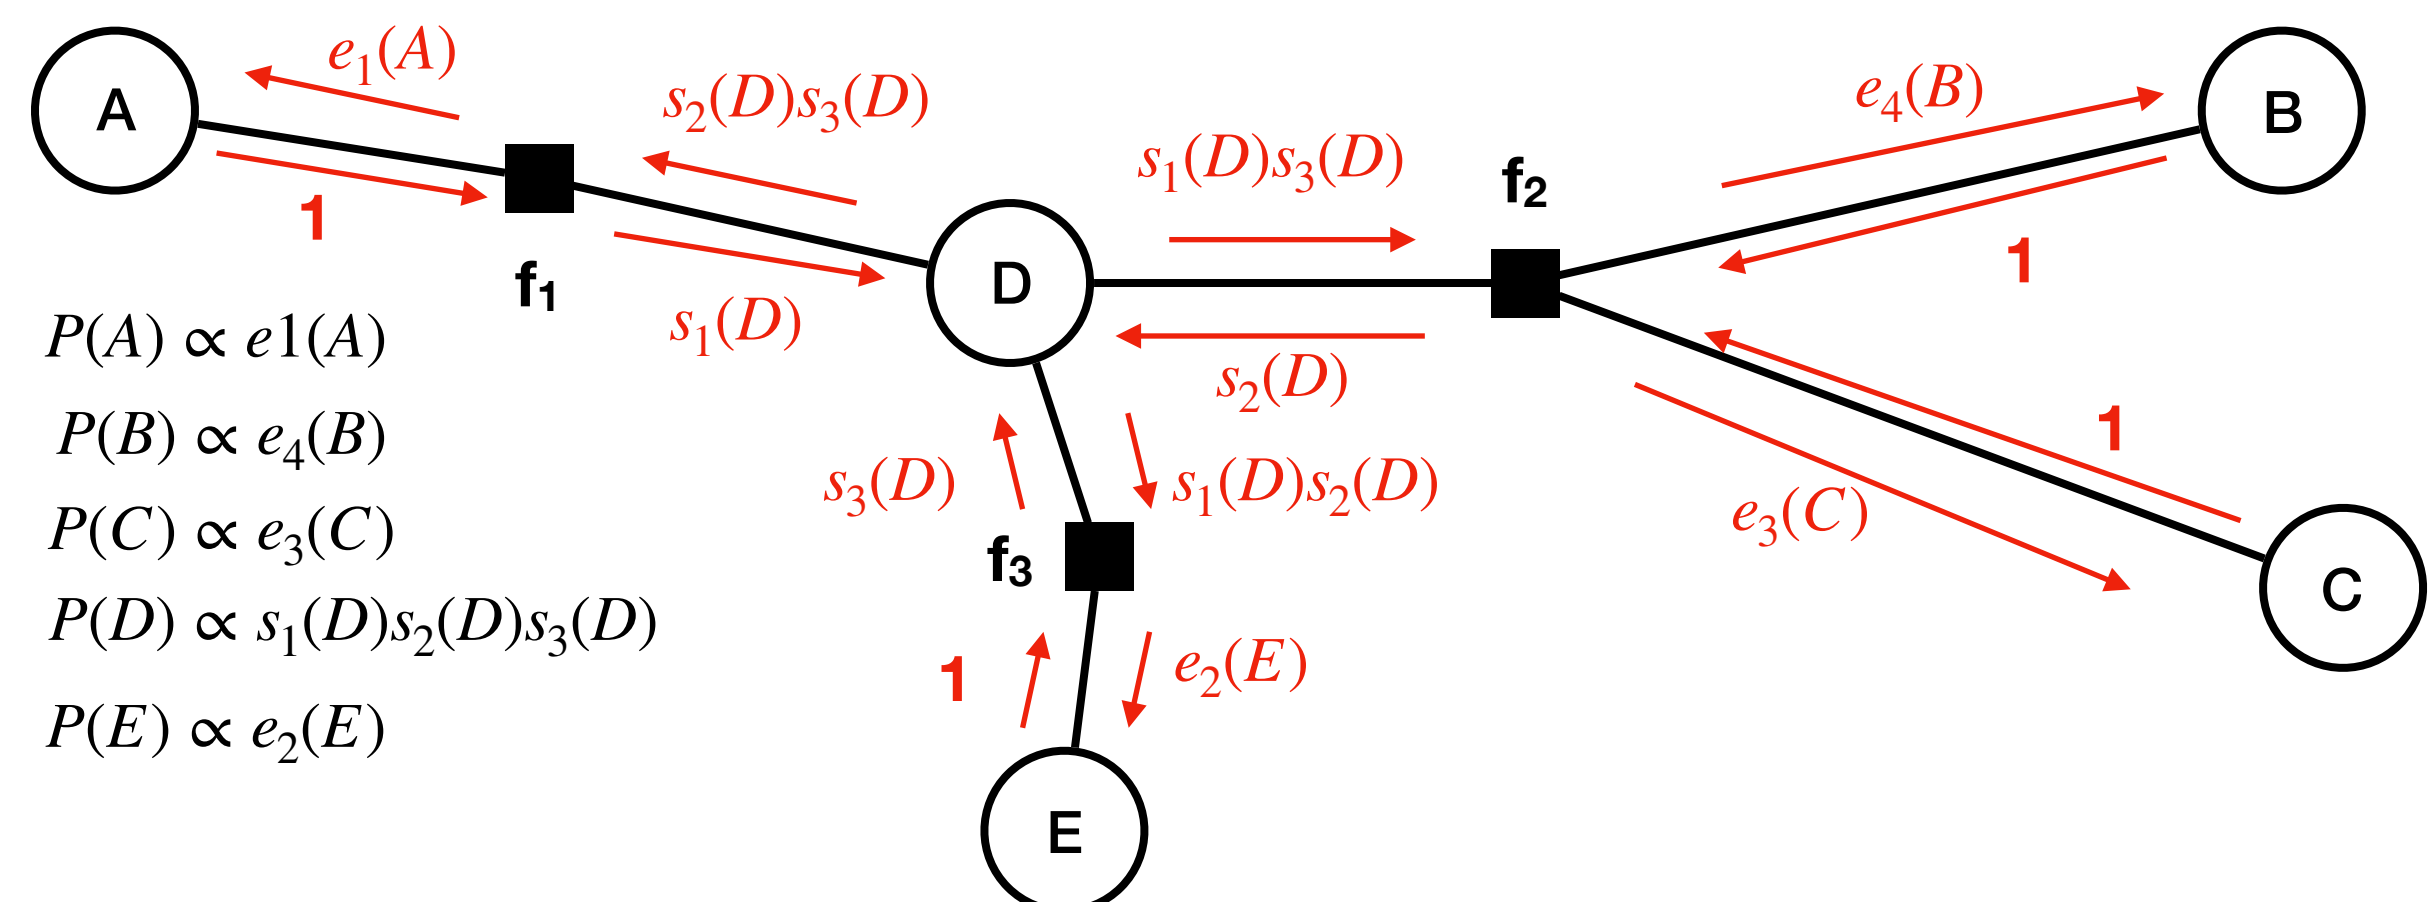 A
e₁(A)
1
s₂(D)s₃(D)
f₁
s₁(D)
D
s₁(D)s₃(D)
s₂(D)
f₂
e₄(B)
B
1
1
e₃(C)
C
s₃(D)
s₁(D)s₂(D)
f₃
1
e₂(E)
E
P(A) ∝ e1(A)
P(B) ∝ e₄(B)
P(C) ∝ e₃(C)
P(D) ∝ s₁(D)s₂(D)s₃(D)
P(E) ∝ e₂(E)